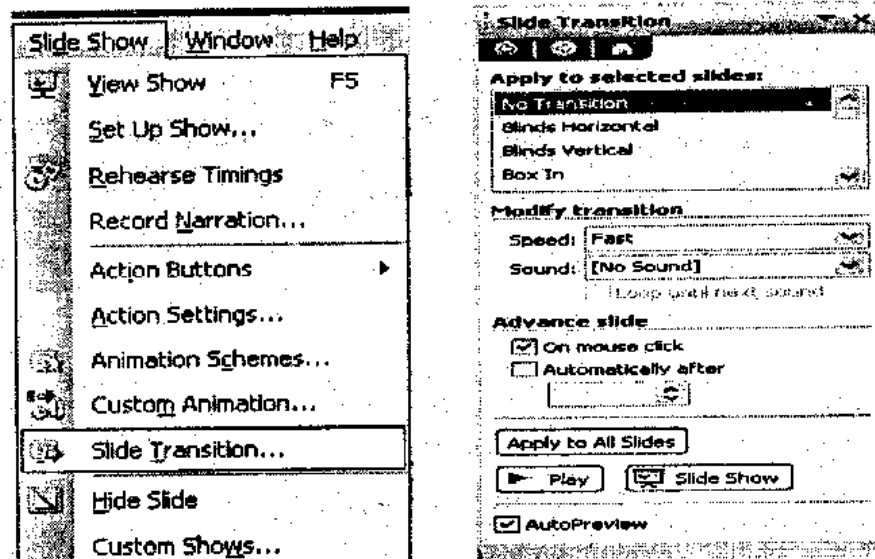 Slide Show Window Help
View Show F5
Set Up Show...
Rehearse Timings
Record Narration...
Action Buttons
Action Settings...
Animation Schemes...
Custom Animation...
Slide Transition...
Hide Slide
Custom Shows...
Slide Transition
Apply to selected slides:
No Transition
Blinds Horizontal
Blinds Vertical
Box In
Modify transition
Speed: Fast
Sound: [No Sound]
Loop until next sound
Advance slide
On mouse click
Automatically after
Apply to All Slides
Play Slide Show
AutoPreview